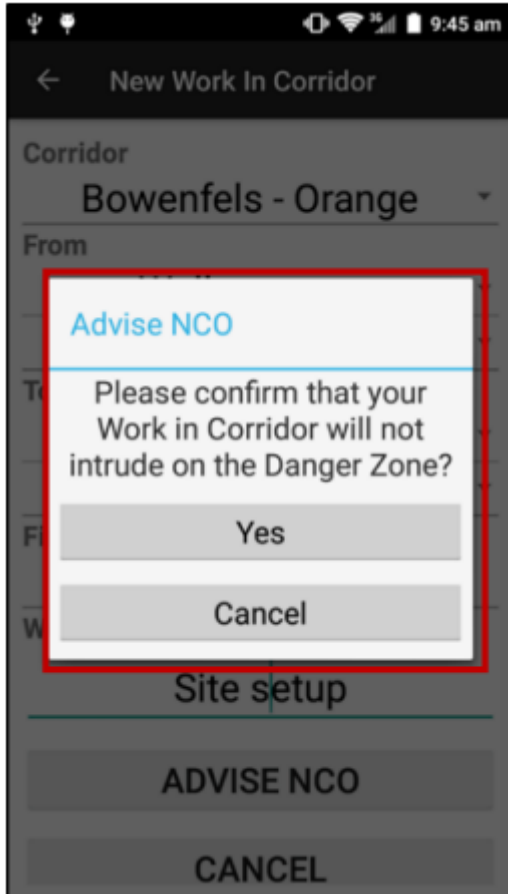 3G 9:45 am
New Work In Corridor
Corridor
Bowenfels - Orange
From
Advise NCO
Please confirm that your
Work in Corridor will not
intrude on the Danger Zone?
Yes
Cancel
Site setup
ADVISE NCO
CANCEL